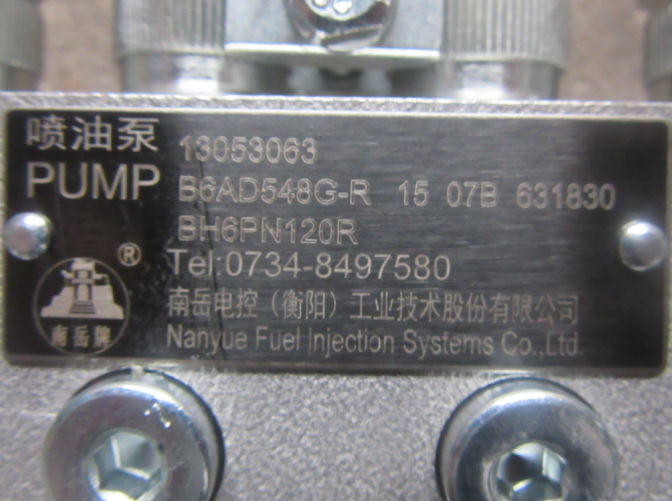 喷油泵
PUMP
13053063
B6AD548G-R 15 07B 631830
BH6PN120R
Tel:0734-8497580
南岳电控（衡阳）工业技术股份有限公司
Nanyue Fuel Injection Systems Co.,Ltd.
®
南岳牌